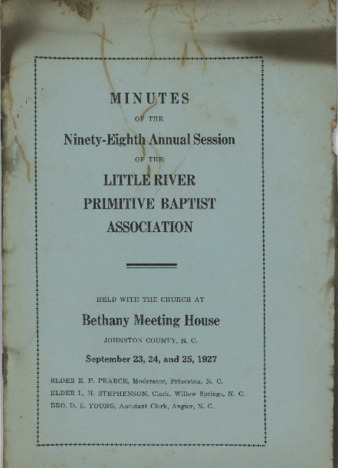 MINUTES
OF THE
Ninety-Eighth Annual Session
OF THE
LITTLE RIVER
PRIMITIVE BAPTIST
ASSOCIATION
HELD WITH THE CHURCH AT
Bethany Meeting House
JOHNSTON COUNTY, N. C.
September 23, 24, and 25, 1927
ELDER E. F. PEARCE, Moderator, Princeton, N. C.
ELDER L. H. STEPHENSON, Clerk, Willow Springs, N. C.
BRO. D. E. YOUNG, Assistant Clerk, Angier, N. C.